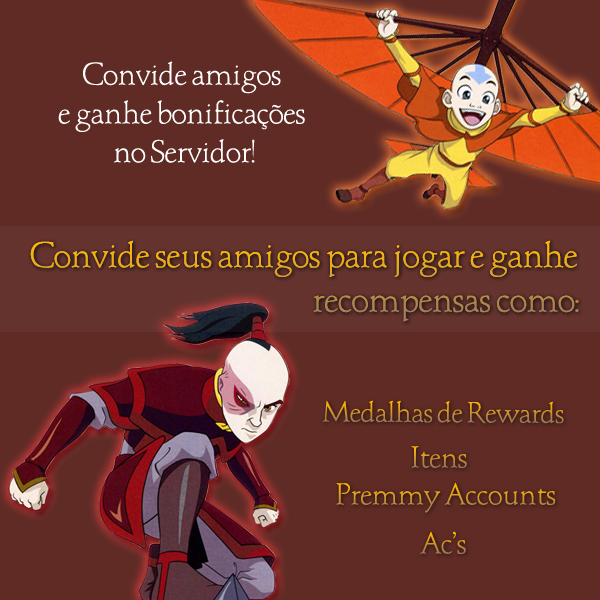 Convide amigos
e ganhe bonificações
no Servidor!
Convide seus amigos para jogar e ganhe
recompensas como:
Medalhas de Rewards
Itens
Premmy Accounts
Ac's